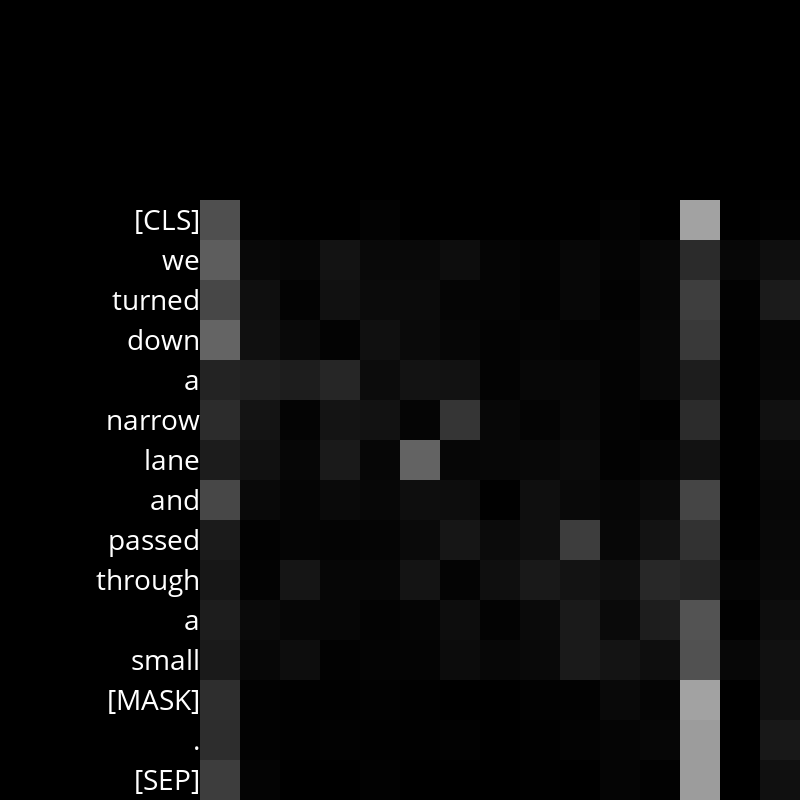 [CLS]
we
turned
down
a
narrow
lane
and
passed
through
a
small
[MASK]
.
[SEP]